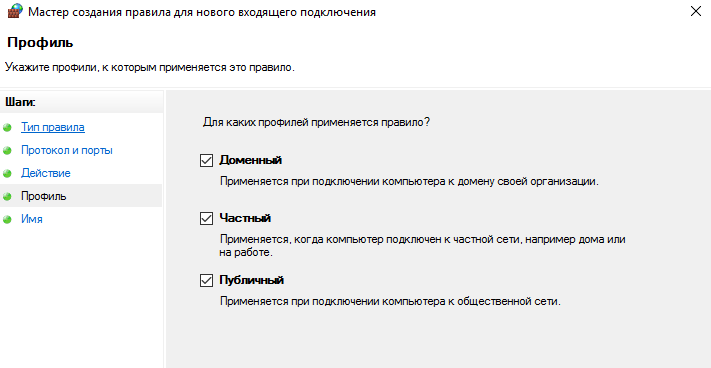 Мастер создания правила для нового входящего подключения
Профиль
Укажите профили, к которым применяется это правило.
Шаги:
Тип правила
Протокол и порты
Действие
Профиль
Имя
Для каких профилей применяется правило?
Доменный
Применяется при подключении компьютера к домену своей организации.
Частный
Применяется, когда компьютер подключен к частной сети, например дома или
на работе.
Публичный
Применяется при подключении компьютера к общественной сети.